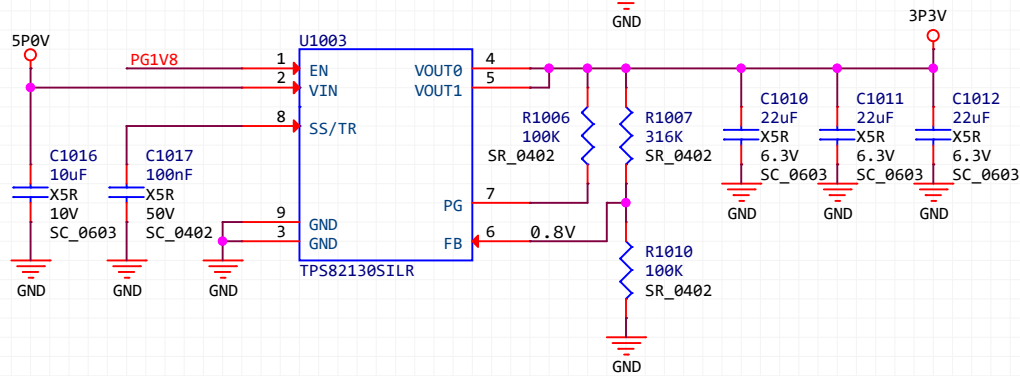 GND
3P3V
5P0V
U1003
PG1V8
1
EN
VOUT0
4
2
VIN
VOUT1
5
8
SS/TR
C1016
10uF
X5R
10V
SC_0603
C1017
100nF
X5R
50V
SC_0402
R1006
100K
SR_0402
R1007
316K
SR_0402
C1010
22uF
X5R
6.3V
SC_0603
C1011
22uF
X5R
6.3V
SC_0603
C1012
22uF
X5R
6.3V
SC_0603
PG
7
9
GND
3
GND
FB
6
0.8V
R1010
100K
SR_0402
TPS82130SILR
GND
GND
GND
GND
GND
GND
GND